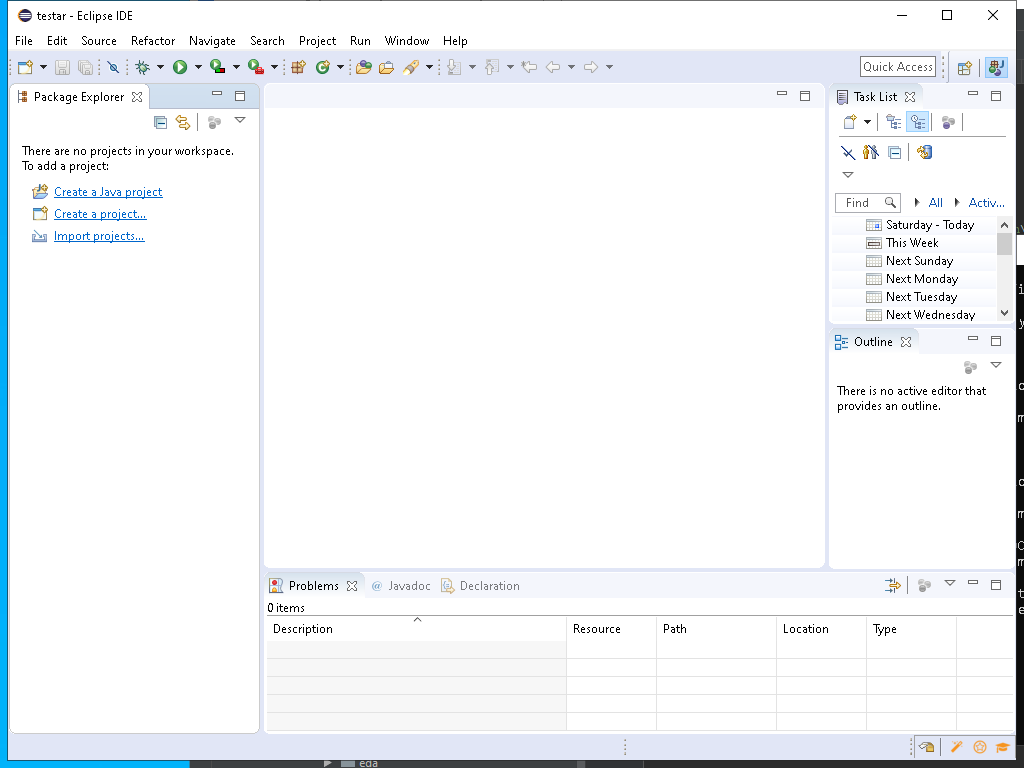 testar - Eclipse IDE
File Edit Source Refactor Navigate Search Project Run Window Help
Quick Access
Package Explorer
There are no projects in your workspace.
To add a project:
Create a Java project
Create a project...
Import projects...
Task List
Find All Activ...
Saturday - Today
This Week
Next Sunday
Next Monday
Next Tuesday
Next Wednesday
Outline
There is no active editor that
provides an outline.
Problems @ Javadoc Declaration
0 items
Description Resource Path Location Type
eda